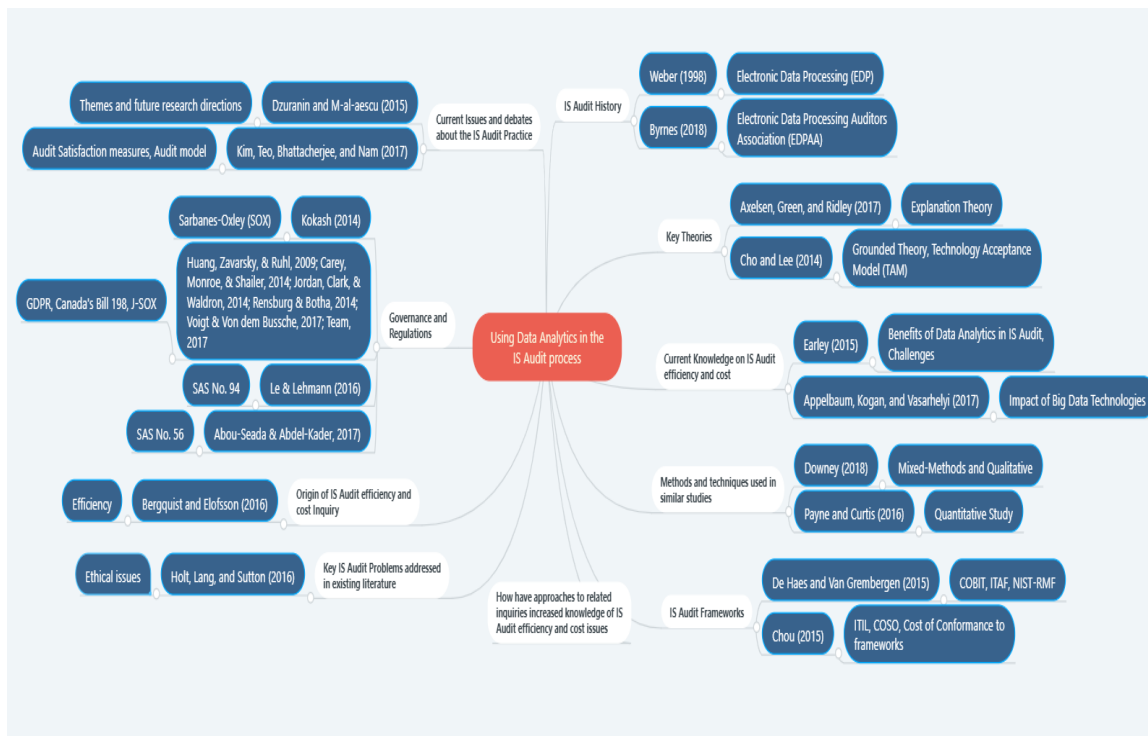 Using Data Analytics in the
IS Audit process
Current Issues and debates
about the IS Audit Practice
Themes and future research directions
Dzuranin and M-al-aescu (2015)
Audit Satisfaction measures, Audit model
Kim, Teo, Bhattacherjee, and Nam (2017)
Governance and
Regulations
Sarbanes-Oxley (SOX)
Kokash (2014)
GDPR, Canada's Bill 198, J-SOX
Huang, Zavarsky, & Ruhl, 2009; Carey,
Monroe, & Shailer, 2014; Jordan, Clark, &
Waldron, 2014; Rensburg & Botha, 2014;
Voigt & Von dem Bussche, 2017; Team,
2017
SAS No. 94
Le & Lehmann (2016)
SAS No. 56
Abou-Seada & Abdel-Kader, 2017)
Origin of IS Audit efficiency and
cost Inquiry
Efficiency
Bergquist and Elofsson (2016)
Key IS Audit Problems addressed
in existing literature
Ethical issues
Holt, Lang, and Sutton (2016)
IS Audit History
Weber (1998)
Electronic Data Processing (EDP)
Byrnes (2018)
Electronic Data Processing Auditors
Association (EDPAA)
Key Theories
Axelsen, Green, and Ridley (2017)
Explanation Theory
Cho and Lee (2014)
Grounded Theory, Technology Acceptance
Model (TAM)
Current Knowledge on IS Audit
efficiency and cost
Earley (2015)
Benefits of Data Analytics in IS Audit,
Challenges
Appelbaum, Kogan, and Vasarhelyi (2017)
Impact of Big Data Technologies
Methods and techniques used in
similar studies
Downey (2018)
Mixed-Methods and Qualitative
Payne and Curtis (2016)
Quantitative Study
How have approaches to related
inquiries increased knowledge of IS
Audit efficiency and cost issues
IS Audit Frameworks
De Haes and Van Grembergen (2015)
COBIT, ITAF, NIST-RMF
Chou (2015)
ITIL, COSO, Cost of Conformance to
frameworks